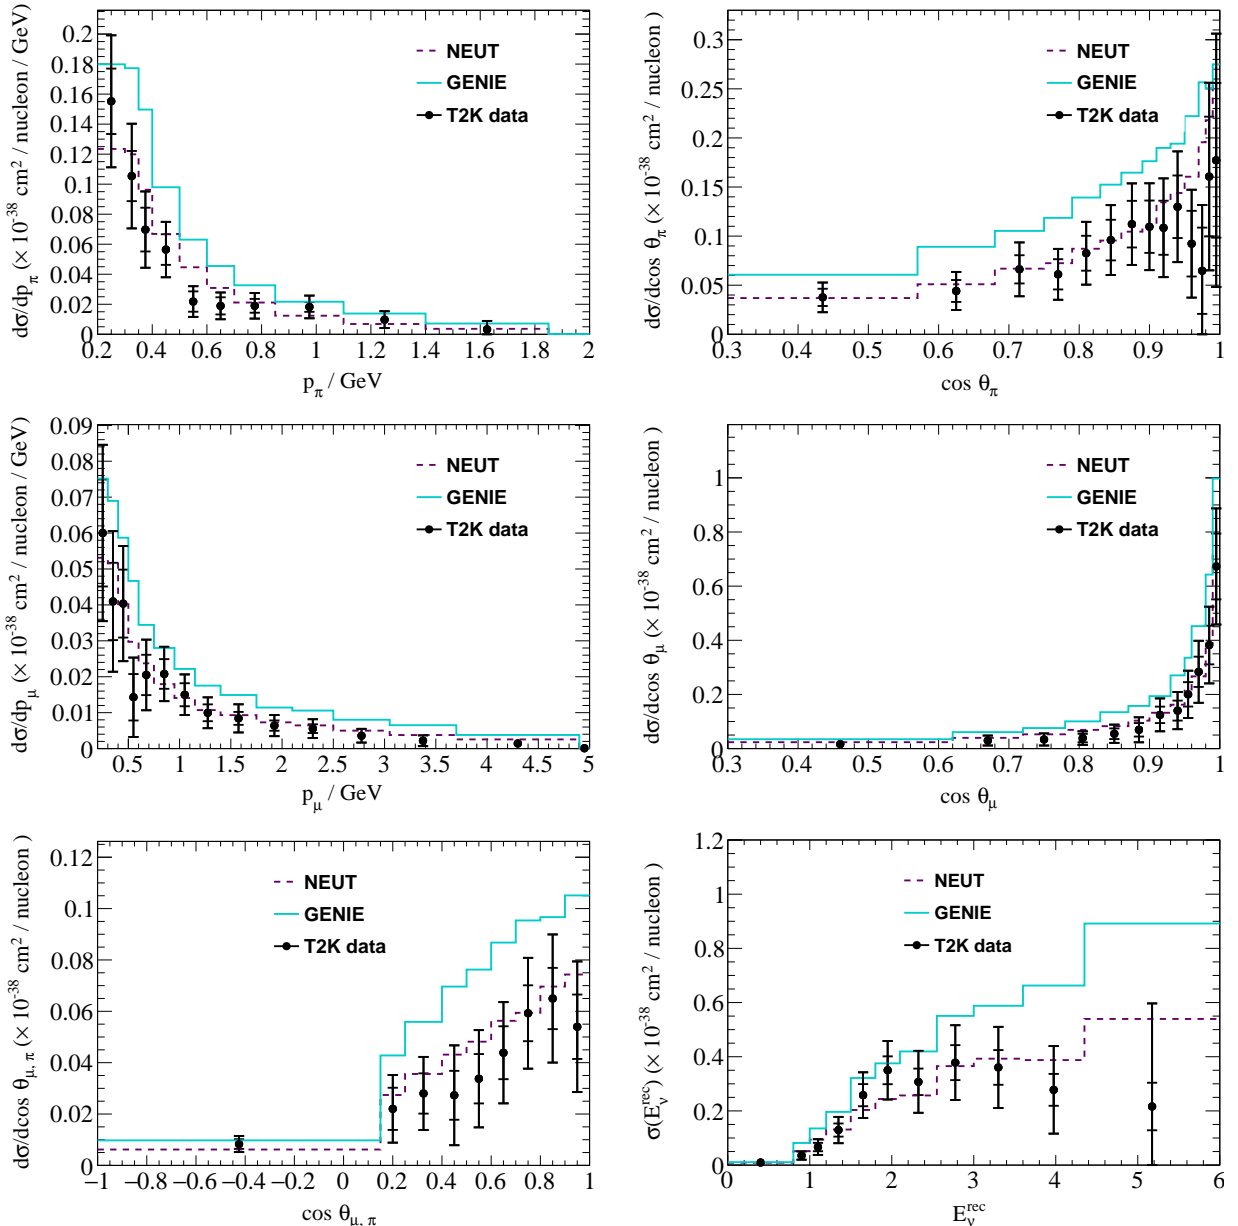 dσ/dp_π (× 10^-38 cm² / nucleon / GeV)
0.2
0.18
0.16
0.14
0.12
0.1
0.08
0.06
0.04
0.02
0
NEUT
GENIE
T2K data
0.2 0.4 0.6 0.8 1 1.2 1.4 1.6 1.8 2
p_π / GeV
dσ/dcos θ_π (× 10^-38 cm² / nucleon )
0.3
0.25
0.2
0.15
0.1
0.05
0
NEUT
GENIE
T2K data
0.3 0.4 0.5 0.6 0.7 0.8 0.9 1
cos θ_π
dσ/dp_μ (× 10^-38 cm² / nucleon / GeV)
0.09
0.08
0.07
0.06
0.05
0.04
0.03
0.02
0.01
0
NEUT
GENIE
T2K data
0.5 1 1.5 2 2.5 3 3.5 4 4.5 5
p_μ / GeV
dσ/dcos θ_μ (× 10^-38 cm² / nucleon )
1
0.8
0.6
0.4
0.2
0
NEUT
GENIE
T2K data
0.3 0.4 0.5 0.6 0.7 0.8 0.9 1
cos θ_μ
dσ/dcos θ_μ, π (× 10^-38 cm² / nucleon )
0.12
0.1
0.08
0.06
0.04
0.02
0
NEUT
GENIE
T2K data
−1 −0.8 −0.6 −0.4 −0.2 0 0.2 0.4 0.6 0.8 1
cos θ_μ, π
σ(E_ν^rec) (× 10^-38 cm² / nucleon )
1.2
1
0.8
0.6
0.4
0.2
0
NEUT
GENIE
T2K data
0 1 2 3 4 5 6
E_ν^rec